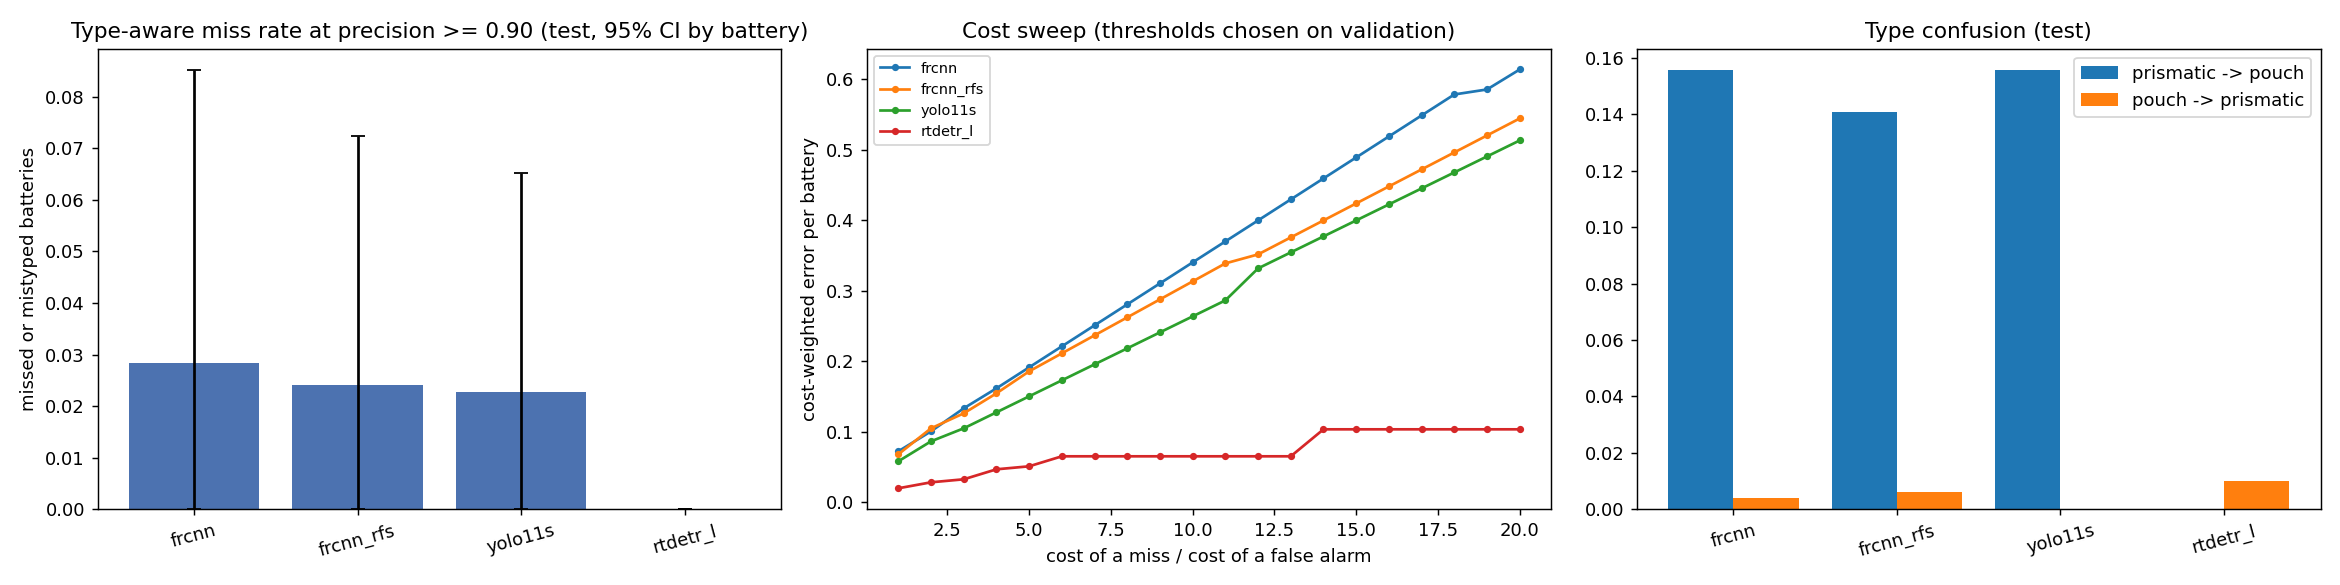 Type-aware miss rate at precision >= 0.90 (test, 95% CI by battery)
missed or mistyped batteries
0.08
0.07
0.06
0.05
0.04
0.03
0.02
0.01
0.00
frcnn
frcnn_rfs
yolo11s
rtdetr_l
Cost sweep (thresholds chosen on validation)
frcnn
frcnn_rfs
yolo11s
rtdetr_l
cost-weighted error per battery
0.6
0.5
0.4
0.3
0.2
0.1
0.0
2.5
5.0
7.5
10.0
12.5
15.0
17.5
20.0
cost of a miss / cost of a false alarm
Type confusion (test)
prismatic -> pouch
pouch -> prismatic
0.16
0.14
0.12
0.10
0.08
0.06
0.04
0.02
0.00
frcnn
frcnn_rfs
yolo11s
rtdetr_l